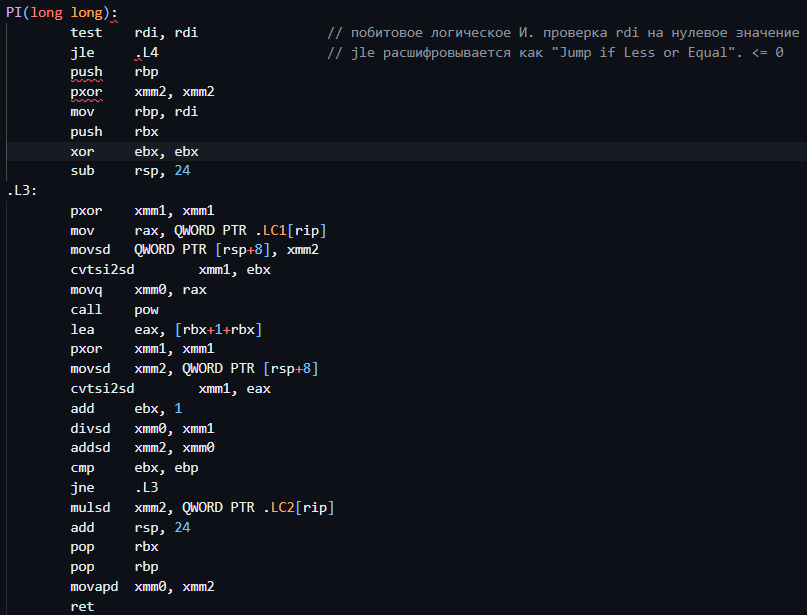 PI(long long):
        test    rdi, rdi                // побитовое логическое И. проверка rdi на нулевое значение
        jle     .L4                     // jle расшифровывается как "Jump if Less or Equal". <= 0
        push    rbp
        pxor    xmm2, xmm2
        mov     rbp, rdi
        push    rbx
        xor     ebx, ebx
        sub     rsp, 24
.L3:
        pxor    xmm1, xmm1
        mov     rax, QWORD PTR .LC1[rip]
        movsd   QWORD PTR [rsp+8], xmm2
        cvtsi2sd        xmm1, ebx
        movq    xmm0, rax
        call    pow
        lea     eax, [rbx+1+rbx]
        pxor    xmm1, xmm1
        movsd   xmm2, QWORD PTR [rsp+8]
        cvtsi2sd        xmm1, eax
        add     ebx, 1
        divsd   xmm0, xmm1
        addsd   xmm2, xmm0
        cmp     ebx, ebp
        jne     .L3
        mulsd   xmm2, QWORD PTR .LC2[rip]
        add     rsp, 24
        pop     rbx
        pop     rbp
        movapd  xmm0, xmm2
        ret